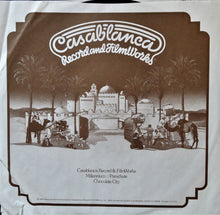 Casablanca
Record and FilmWorks
Casablanca Record & FilmWorks
Millennium :: Parachute
Chocolate City